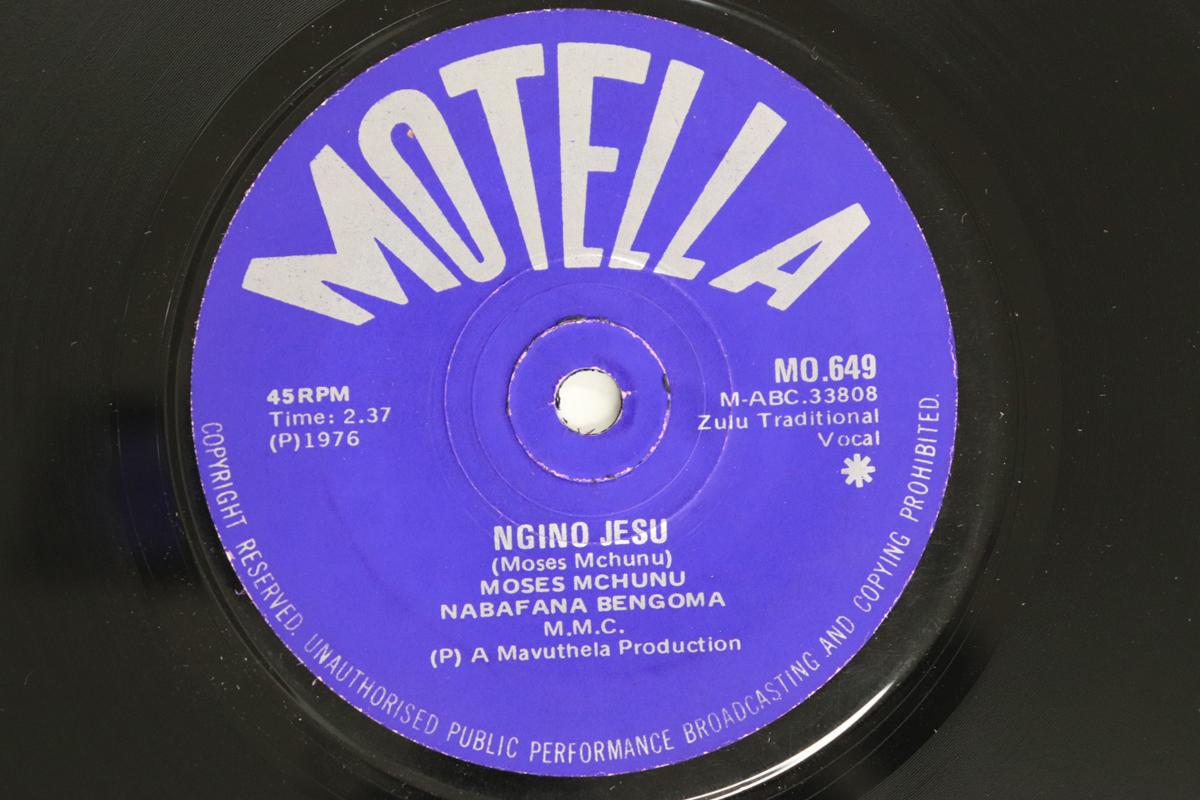 MOTELLA
45RPM
Time: 2.37
(P)1976
MO.649
M-ABC.33808
Zulu Traditional
Vocal
NGINO JESU
(Moses Mchunu)
MOSES MCHUNU
NABAFANA BENGOMA
M.M.C.
(P) A Mavuthela Production
COPYRIGHT RESERVED. UNAUTHORISED PUBLIC PERFORMANCE BROADCASTING AND COPYING PROHIBITED.